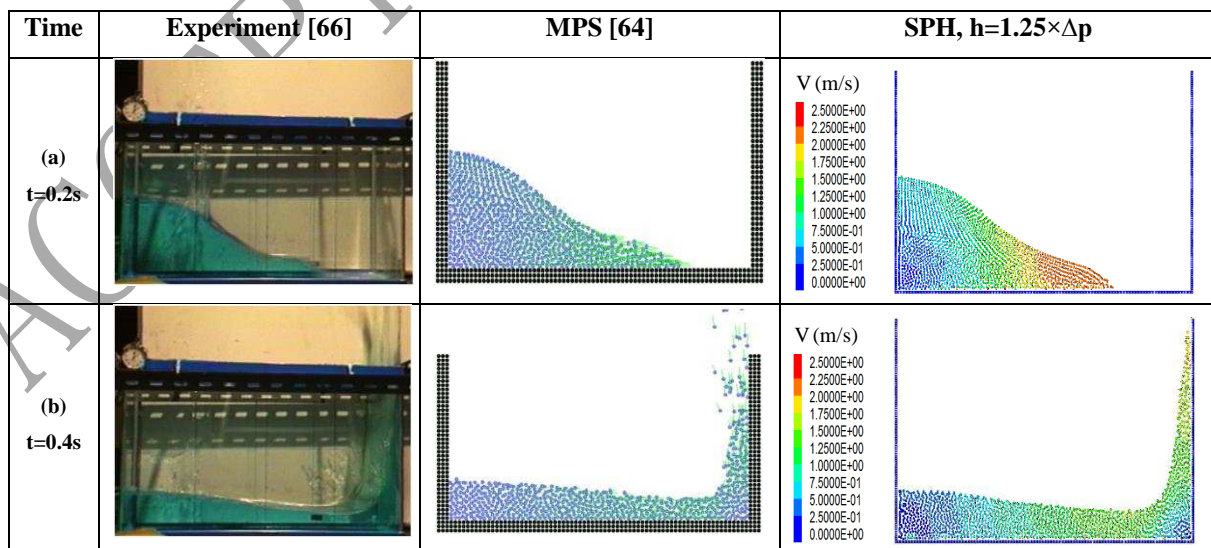 Time Experiment [66] MPS [64] SPH, h=1.25×Δp
(a)
t=0.2s
V (m/s)
2.5000E+00
2.2500E+00
2.0000E+00
1.7500E+00
1.5000E+00
1.2500E+00
1.0000E+00
7.5000E-01
5.0000E-01
2.5000E-01
0.0000E+00
(b)
t=0.4s
V (m/s)
2.5000E+00
2.2500E+00
2.0000E+00
1.7500E+00
1.5000E+00
1.2500E+00
1.0000E+00
7.5000E-01
5.0000E-01
2.5000E-01
0.0000E+00
ACCEPT